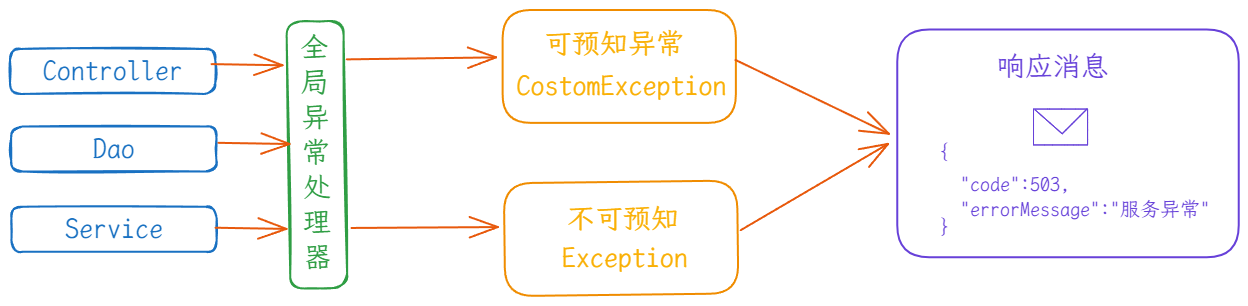 Controller
Dao
Service
全
局
异
常
处
理
器
可预知异常
CostomException
不可预知
Exception
响应消息
{
"code":503,
"errorMessage":"服务异常"
}